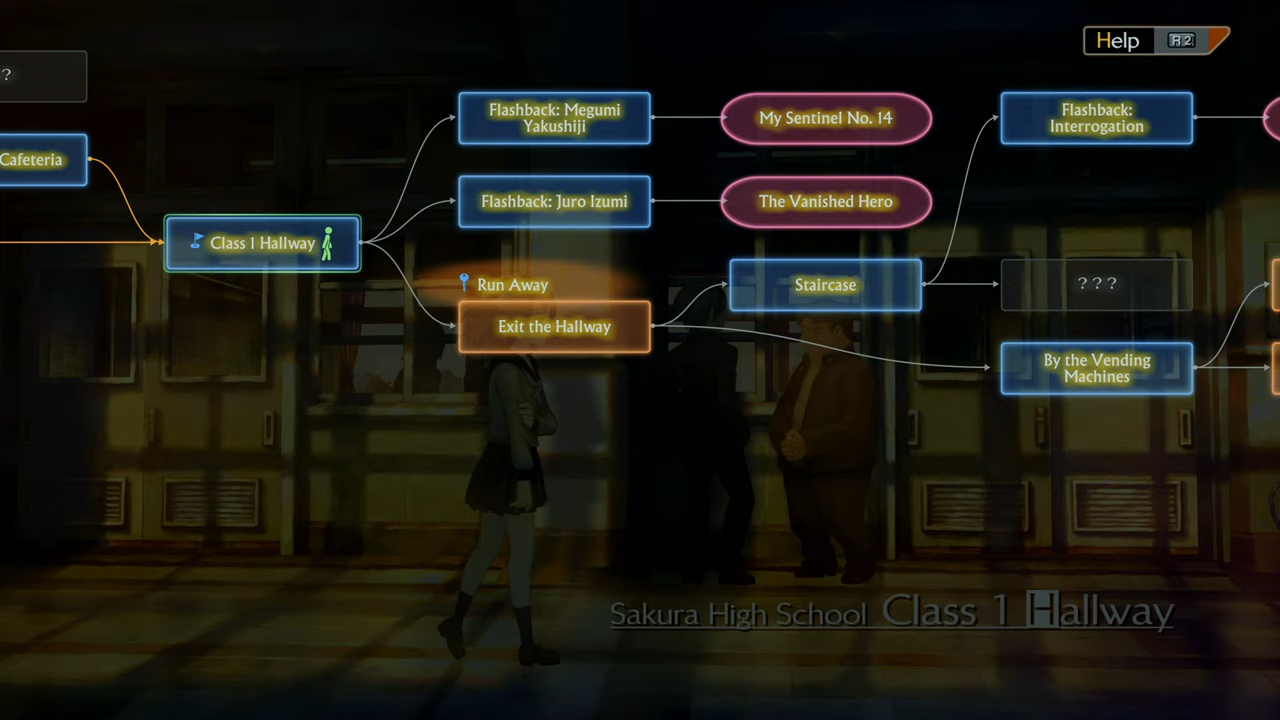 Help R2
?
Flashback: Megumi
Yakushiji
My Sentinel No. 14
Flashback:
Interrogation
Cafeteria
Flashback: Juro Izumi
The Vanished Hero
Class 1 Hallway
Run Away
Staircase
? ? ?
Exit the Hallway
By the Vending
Machines
Sakura High School Class 1 Hallway